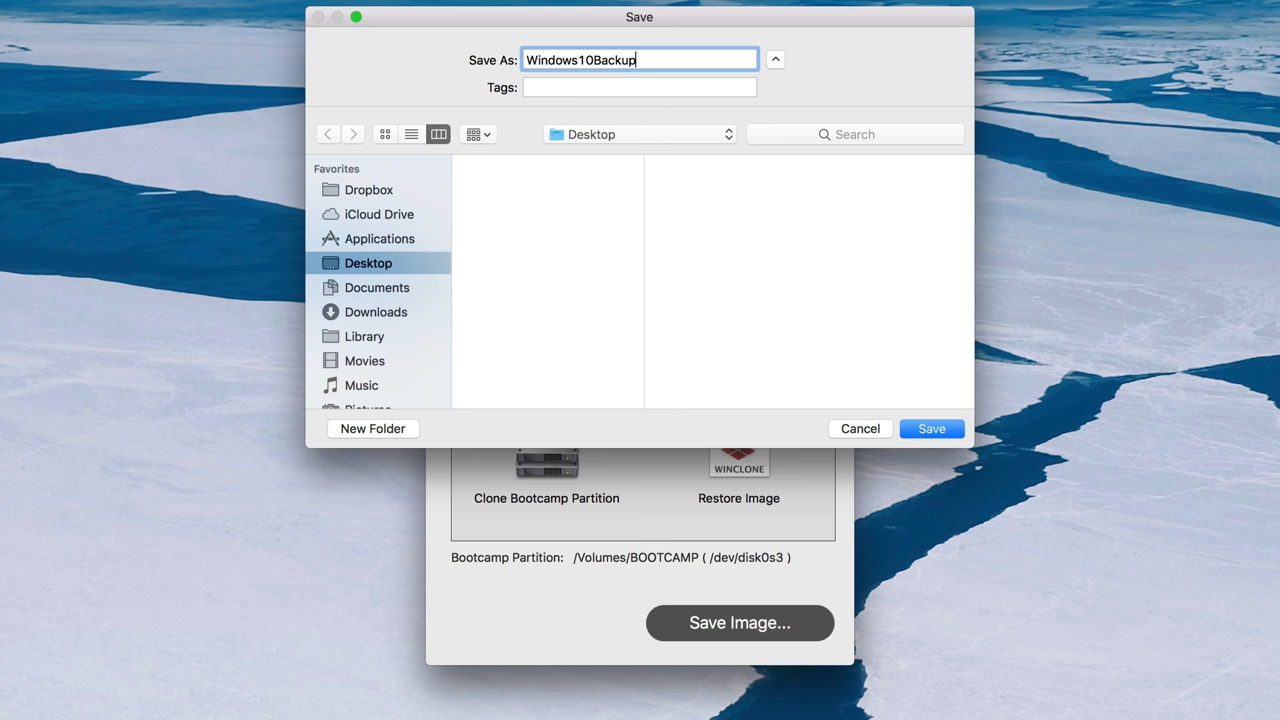 Save
Save As: Windows10Backup
Tags:
Desktop
Search
Favorites
Dropbox
iCloud Drive
Applications
Desktop
Documents
Downloads
Library
Movies
Music
New Folder
Cancel
Save
WINCLONE
Clone Bootcamp Partition
Restore Image
Bootcamp Partition: /Volumes/BOOTCAMP ( /dev/disk0s3 )
Save Image...